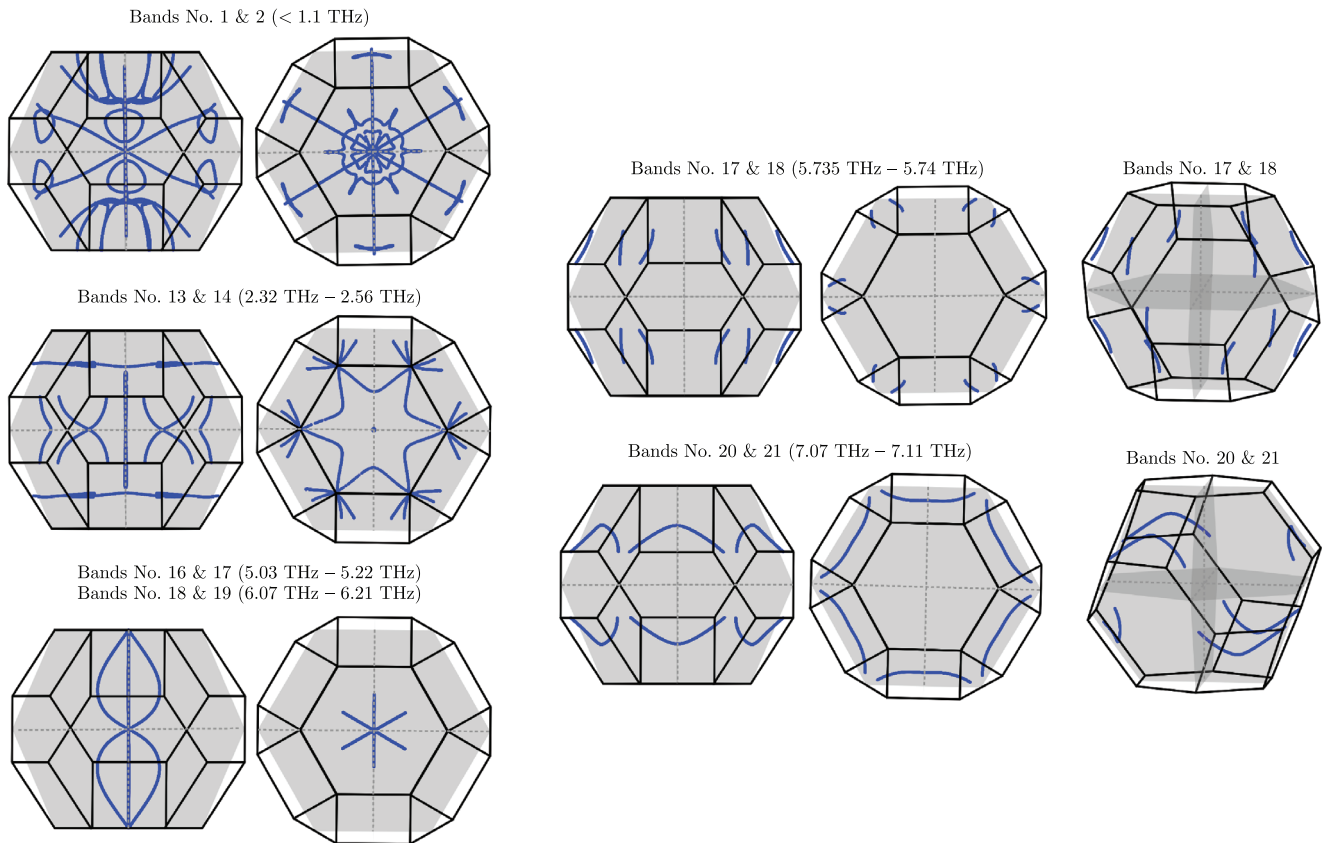 Bands No. 1 & 2 (< 1.1 THz)
Bands No. 13 & 14 (2.32 THz – 2.56 THz)
Bands No. 16 & 17 (5.03 THz – 5.22 THz)
Bands No. 18 & 19 (6.07 THz – 6.21 THz)
Bands No. 17 & 18 (5.735 THz – 5.74 THz)
Bands No. 17 & 18
Bands No. 20 & 21 (7.07 THz – 7.11 THz)
Bands No. 20 & 21